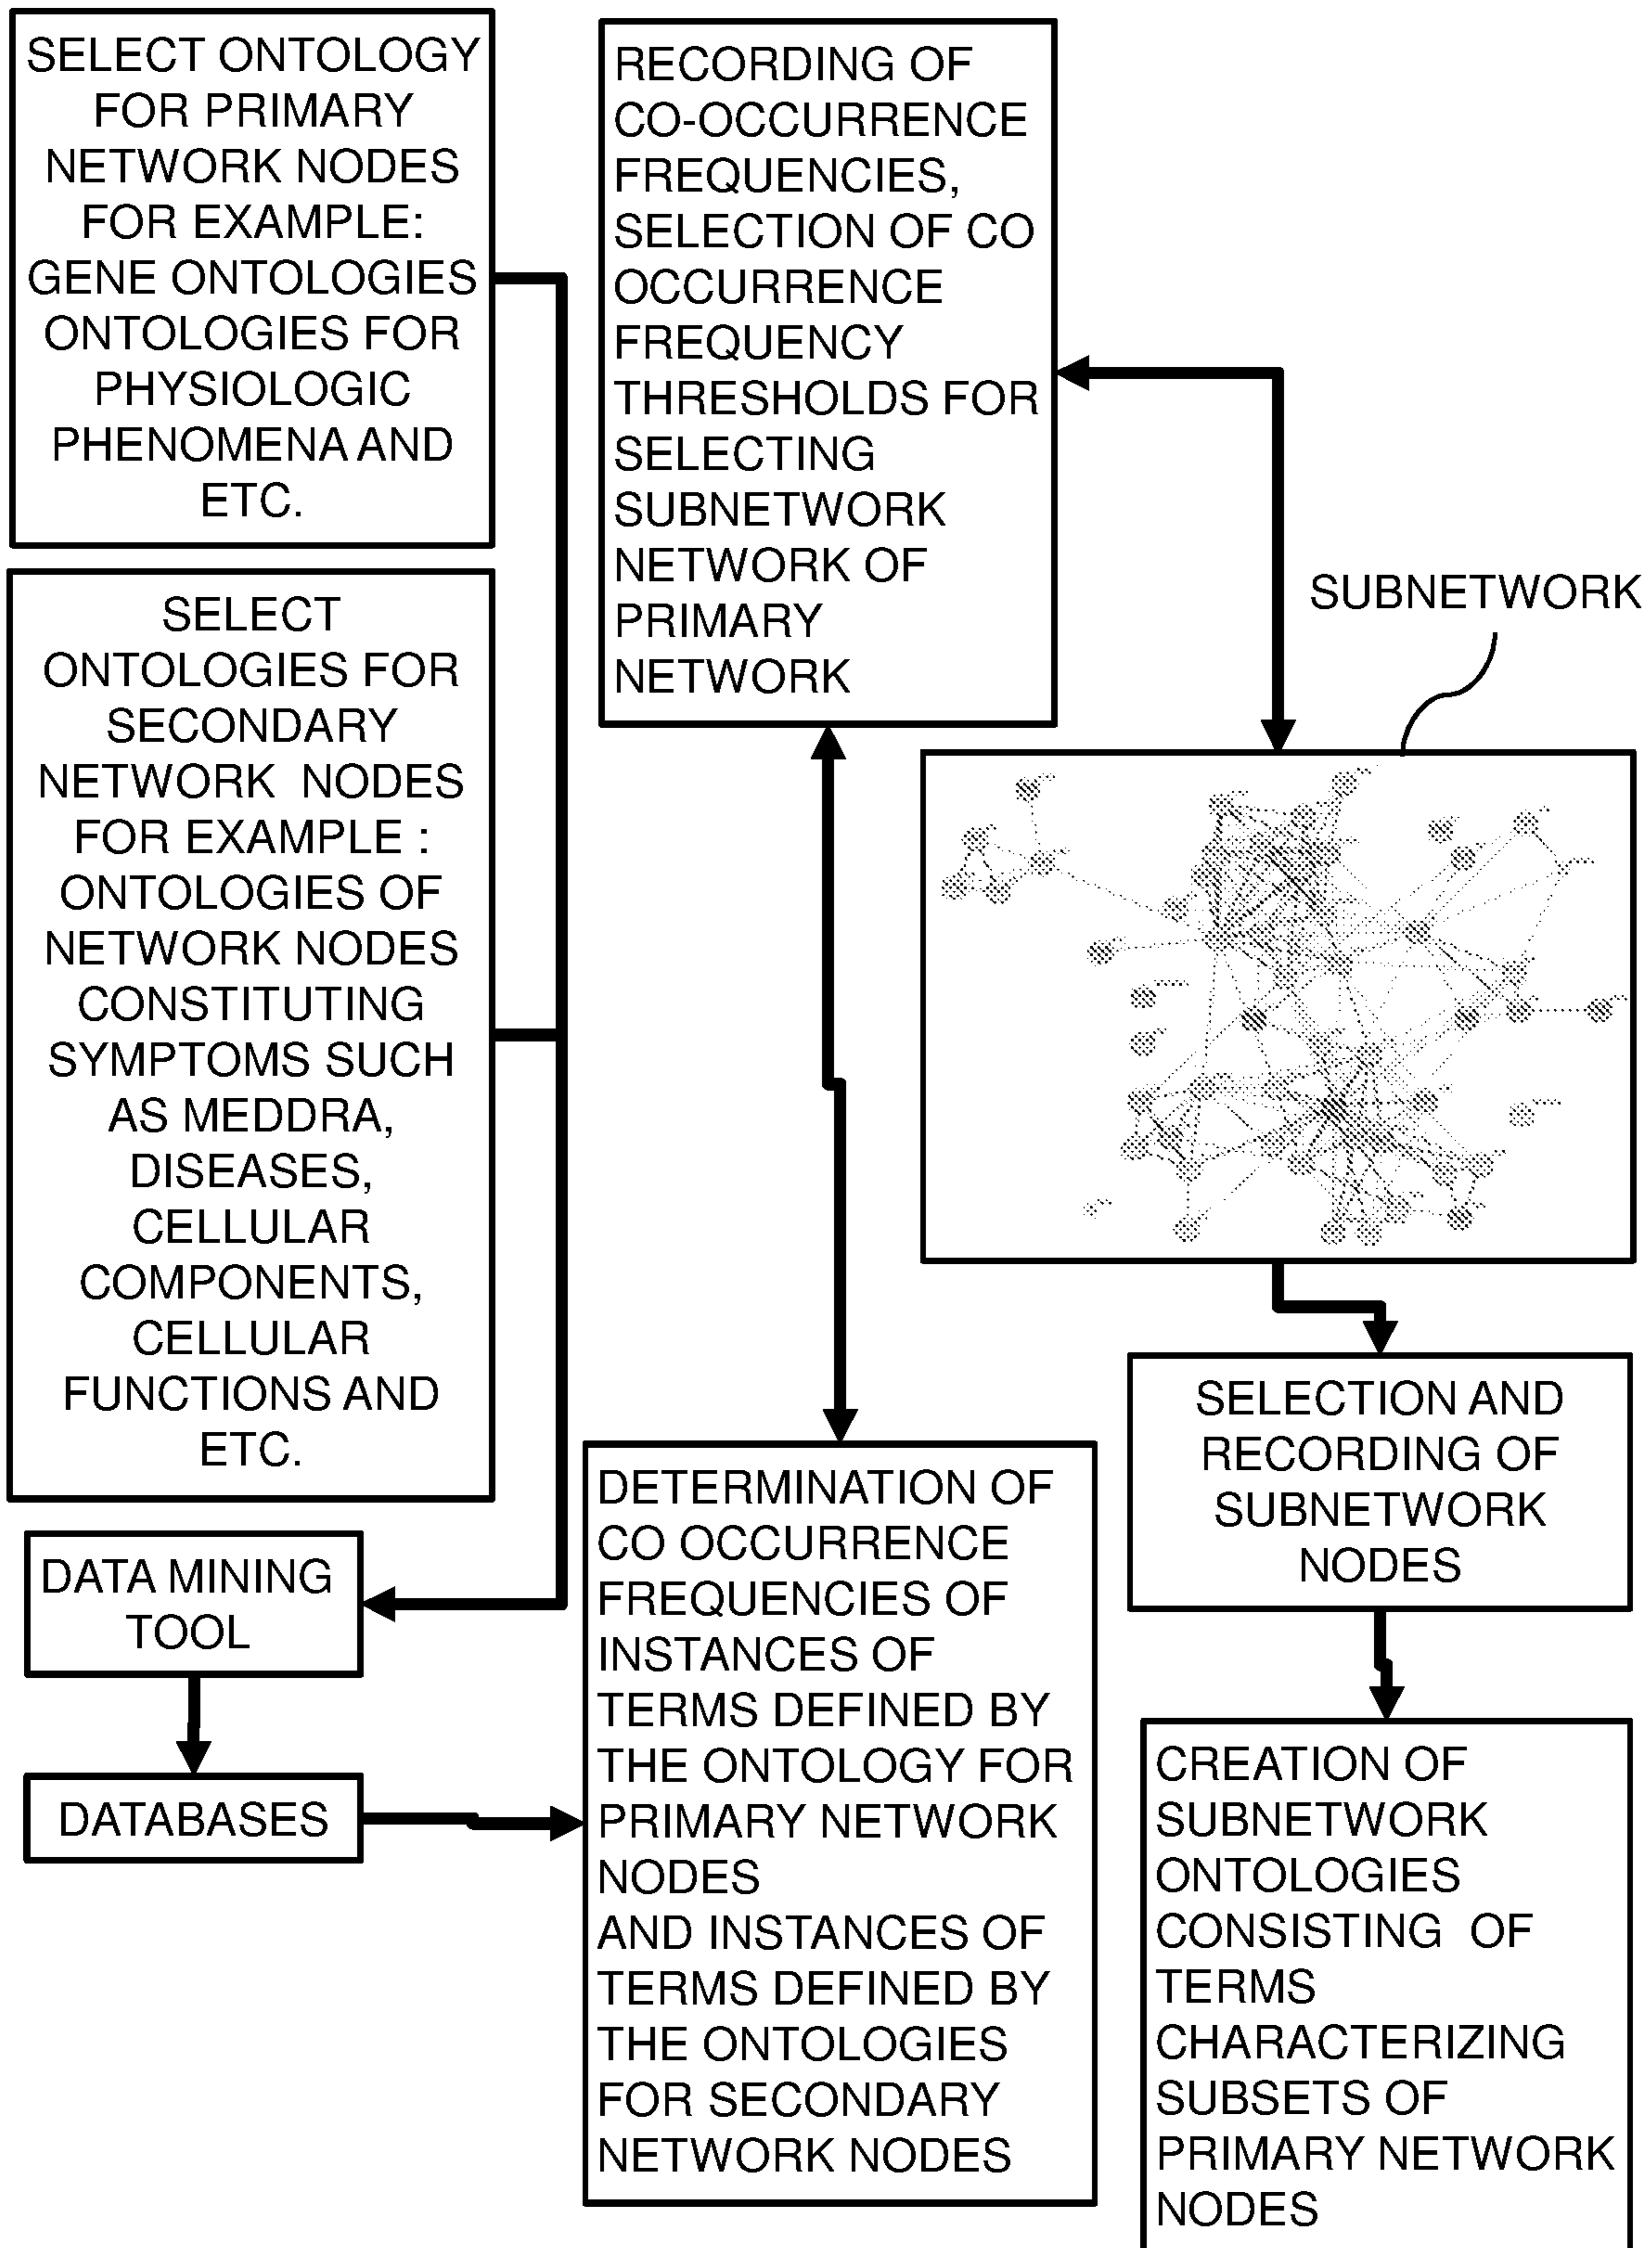 SELECT ONTOLOGY
FOR PRIMARY
NETWORK NODES
FOR EXAMPLE:
GENE ONTOLOGIES
ONTOLOGIES FOR
PHYSIOLOGIC
PHENOMENA AND
ETC.
SELECT
ONTOLOGIES FOR
SECONDARY
NETWORK NODES
FOR EXAMPLE :
ONTOLOGIES OF
NETWORK NODES
CONSTITUTING
SYMPTOMS SUCH
AS MEDDRA,
DISEASES,
CELLULAR
COMPONENTS,
CELLULAR
FUNCTIONS AND
ETC.
DATA MINING
TOOL
DATABASES
RECORDING OF
CO-OCCURRENCE
FREQUENCIES,
SELECTION OF CO
OCCURRENCE
FREQUENCY
THRESHOLDS FOR
SELECTING
SUBNETWORK
NETWORK OF
PRIMARY
NETWORK
DETERMINATION OF
CO OCCURRENCE
FREQUENCIES OF
INSTANCES OF
TERMS DEFINED BY
THE ONTOLOGY FOR
PRIMARY NETWORK
NODES
AND INSTANCES OF
TERMS DEFINED BY
THE ONTOLOGIES
FOR SECONDARY
NETWORK NODES
SUBNETWORK
SELECTION AND
RECORDING OF
SUBNETWORK
NODES
CREATION OF
SUBNETWORK
ONTOLOGIES
CONSISTING OF
TERMS
CHARACTERIZING
SUBSETS OF
PRIMARY NETWORK
NODES